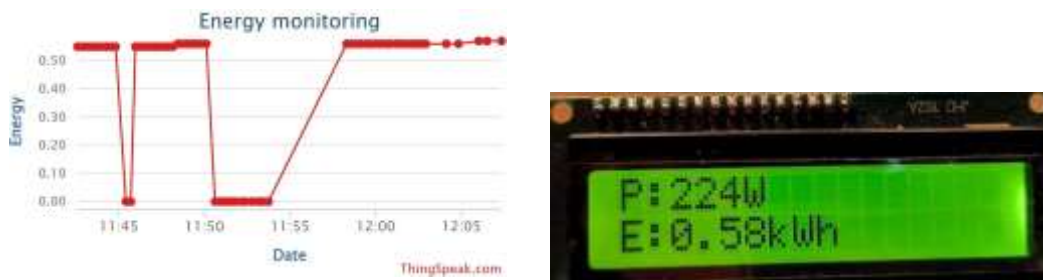 Energy monitoring
Energy
0.50
0.40
0.30
0.20
0.10
0.00
11:45 11:50 11:55 12:00 12:05
Date
ThingSpeak.com
P:224W
E:0.58kWh